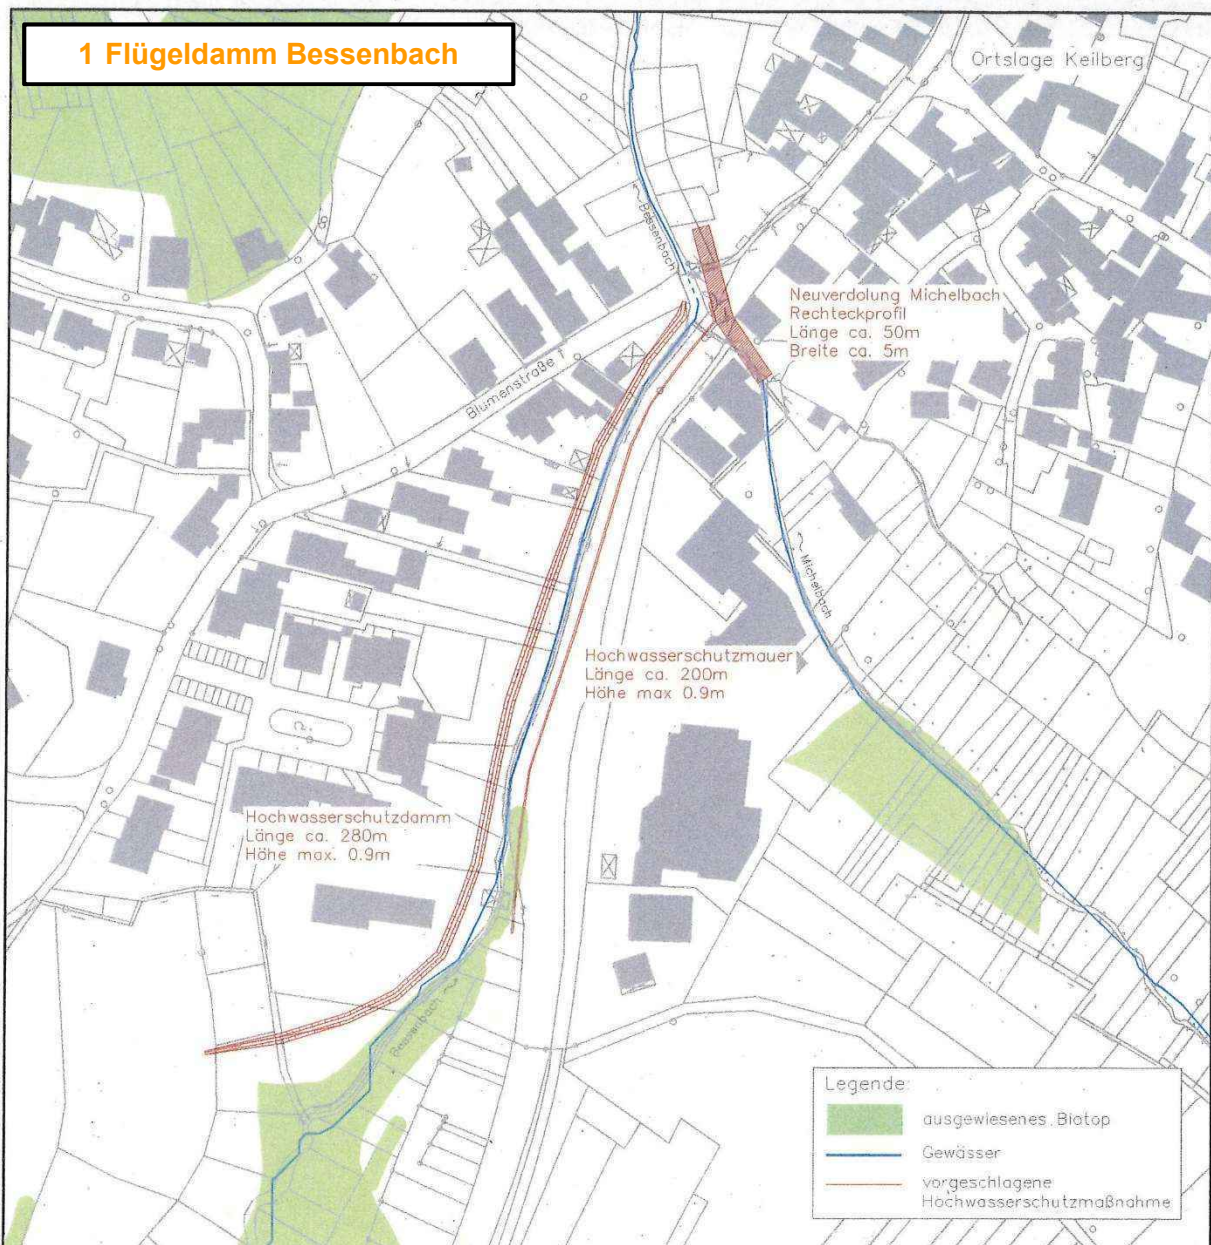 1 Flügeldamm Bessenbach
Ortslage Keilberg
Bessenbach
Neuverdolung Michelbach
Rechteckprofil
Länge ca. 50m
Breite ca. 5m
Blumenstraße
Michelbach
Hochwasserschutzmauer
Länge ca. 200m
Höhe max 0.9m
Hochwasserschutzdamm
Länge ca. 280m
Höhe max. 0.9m
Bessenbach
Legende:
ausgewiesenes Biotop
Gewässer
vorgeschlagene
Hochwasserschutzmaßnahme